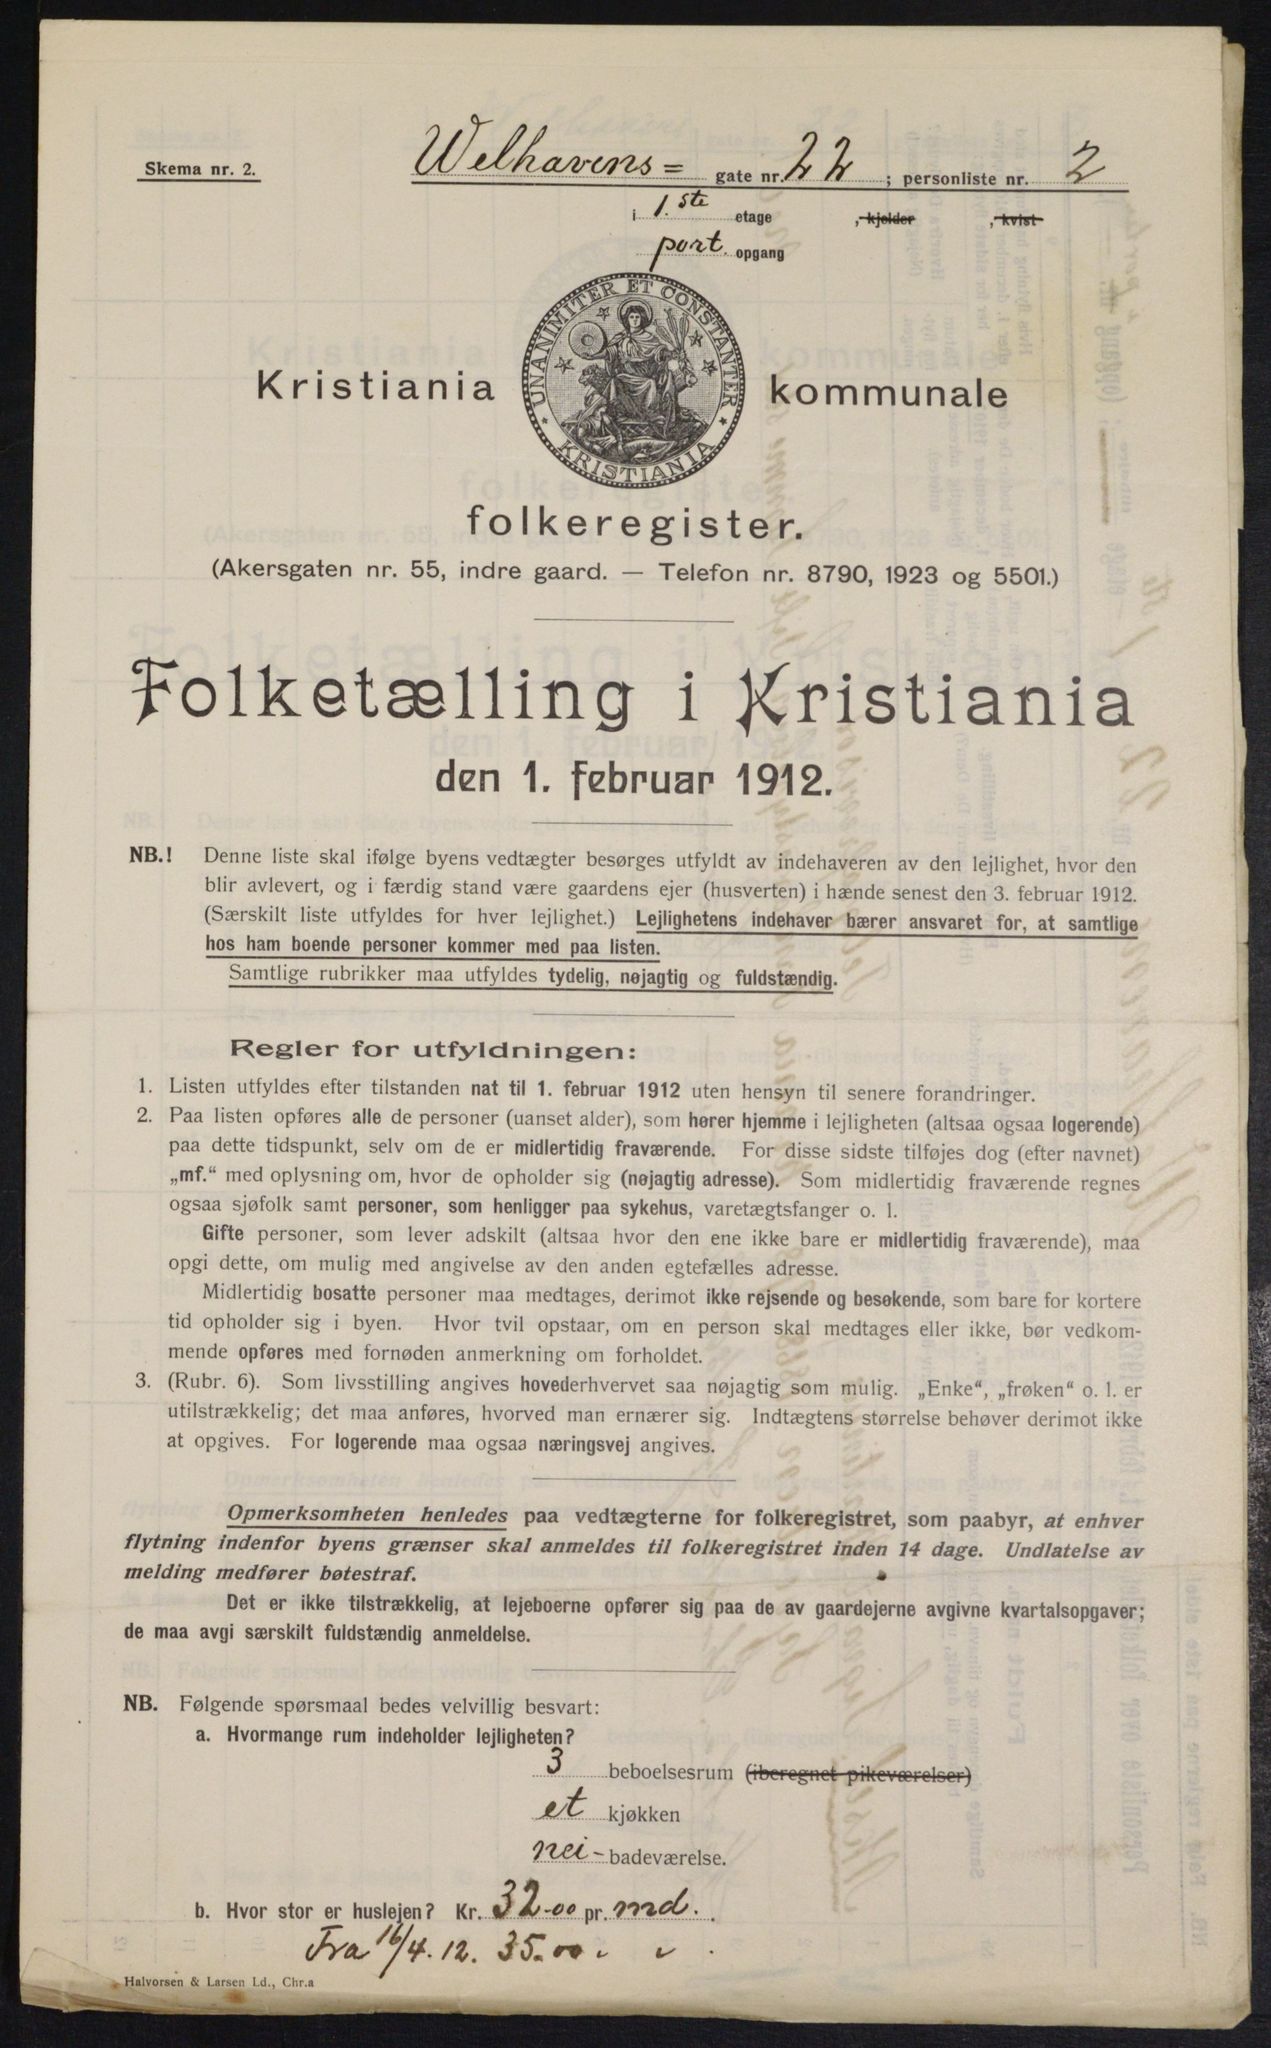 Skema nr. 2.
Welhavens= gate nr. 22 ; personliste nr. 2
i 1.ste etage , kjelder , kvist
port. opgang
UNANIMITER ET CONSTANTER
KRISTIANIA
Kristiania kommunale
folkeregister.
(Akersgaten nr. 55, indre gaard. — Telefon nr. 8790, 1923 og 5501.)
Folketælling i Kristiania
den 1. februar 1912.
NB.! Denne liste skal ifølge byens vedtægter besørges utfyldt av indehaveren av den lejlighet, hvor den
blir avlevert, og i færdig stand være gaardens ejer (husverten) i hænde senest den 3. februar 1912.
(Særskilt liste utfyldes for hver lejlighet.) Lejlighetens indehaver bærer ansvaret for, at samtlige
hos ham boende personer kommer med paa listen.
Samtlige rubrikker maa utfyldes tydelig, nøjagtig og fuldstændig.
Regler for utfyldningen:
1. Listen utfyldes efter tilstanden nat til 1. februar 1912 uten hensyn til senere forandringer.
2. Paa listen opføres alle de personer (uanset alder), som hører hjemme i lejligheten (altsaa ogsaa logerende)
paa dette tidspunkt, selv om de er midlertidig fraværende. For disse sidste tilføjes dog (efter navnet)
„mf.“ med oplysning om, hvor de opholder sig (nøjagtig adresse). Som midlertidig fraværende regnes
ogsaa sjøfolk samt personer, som henligger paa sykehus, varetægtsfanger o. l.
Gifte personer, som lever adskilt (altsaa hvor den ene ikke bare er midlertidig fraværende), maa
opgi dette, om mulig med angivelse av den anden egtefælles adresse.
Midlertidig bosatte personer maa medtages, derimot ikke rejsende og besøkende, som bare for kortere
tid opholder sig i byen. Hvor tvil opstaar, om en person skal medtages eller ikke, bør vedkom-
mende opføres med fornøden anmerkning om forholdet.
3. (Rubr. 6). Som livsstilling angives hovederhvervet saa nøjagtig som mulig. „Enke“, „frøken“ o. l. er
utilstrækkelig; det maa anføres, hvorved man ernærer sig. Indtægtens størrelse behøver derimot ikke
at opgives. For logerende maa ogsaa næringsvej angives.
Opmerksomheten henledes paa vedtægterne for folkeregistret, som paabyr, at enhver
flytning indenfor byens grænser skal anmeldes til folkeregistret inden 14 dage. Undlatelse av
melding medfører bøtestraf.
Det er ikke tilstrækkelig, at lejeboerne opfører sig paa de av gaardejerne avgivne kvartalsopgaver;
de maa avgi særskilt fuldstændig anmeldelse.
NB. Følgende spørsmaal bedes velvillig besvart:
a. Hvormange rum indeholder lejligheten?
3 beboelsesrum (iberegnet pikeværelser)
et kjøkken
nei - badeværelse.
b. Hvor stor er huslejen? Kr. 32.00 pr. md.
Fra 16/4.12. 35.00 " "
Halvorsen & Larsen Ld., Chr.a